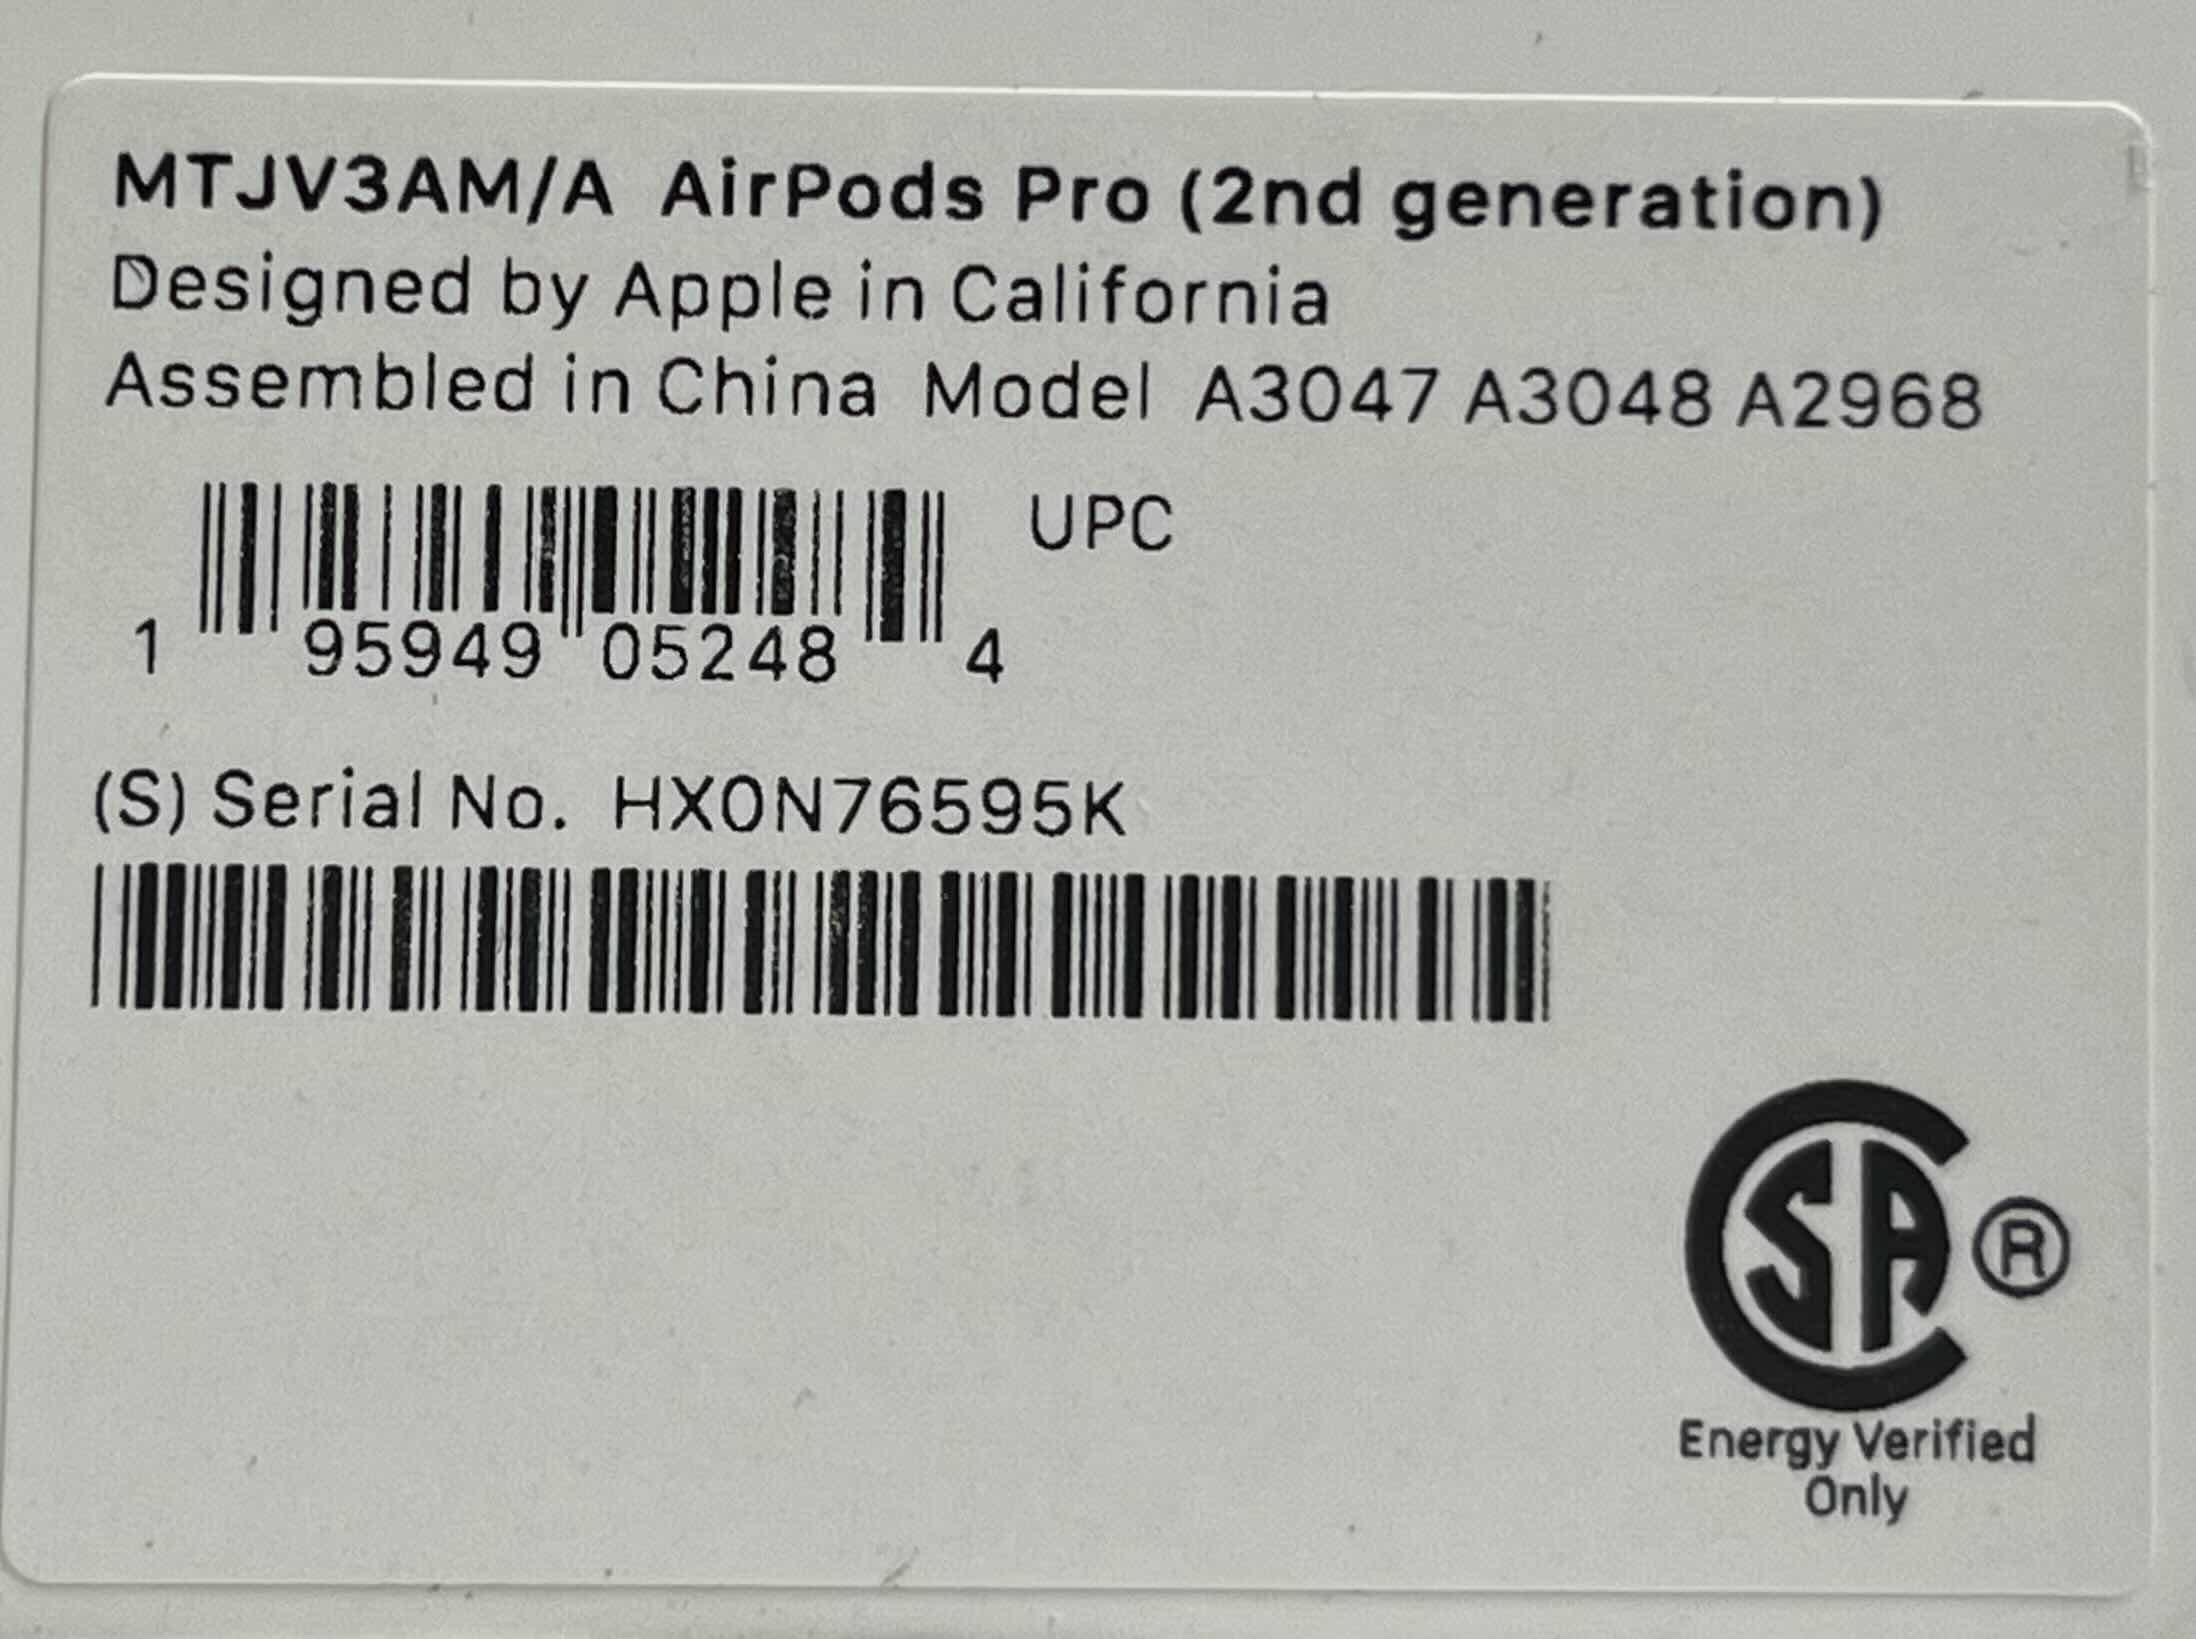 MTJV3AM/A AirPods Pro (2nd generation)
Designed by Apple in California
Assembled in China Model A3047 A3048 A2968
UPC
1 95949 05248 4
(S) Serial No. HX0N76595K
CSA ®
Energy Verified
Only